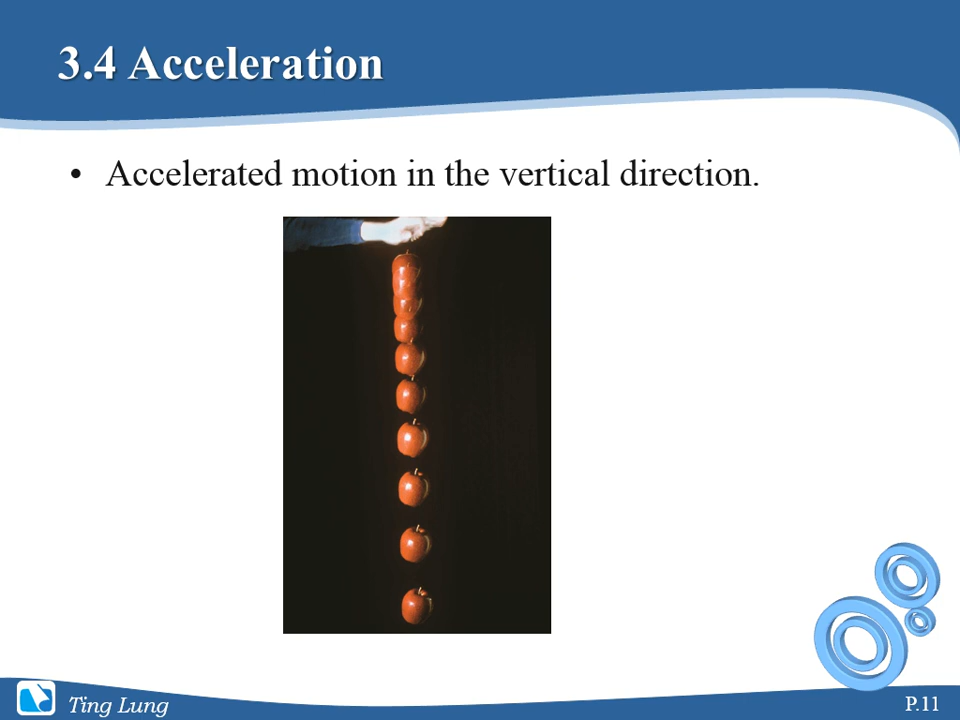 3.4 Acceleration
• Accelerated motion in the vertical direction.
Ting Lung
P.11